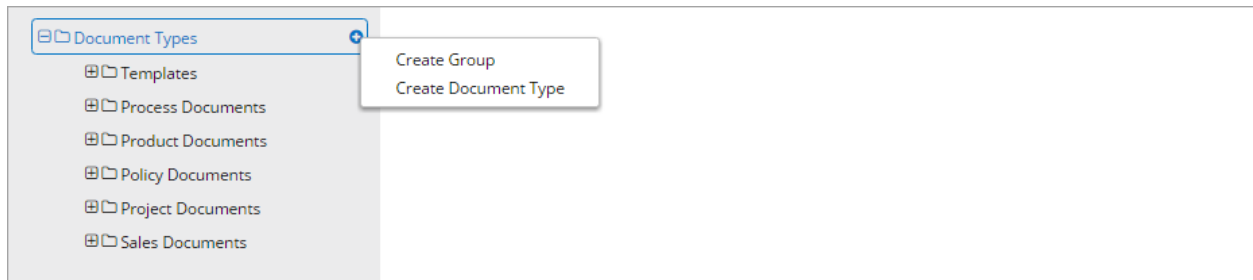 Document Types
Create Group
Templates
Create Document Type
Process Documents
Product Documents
Policy Documents
Project Documents
Sales Documents